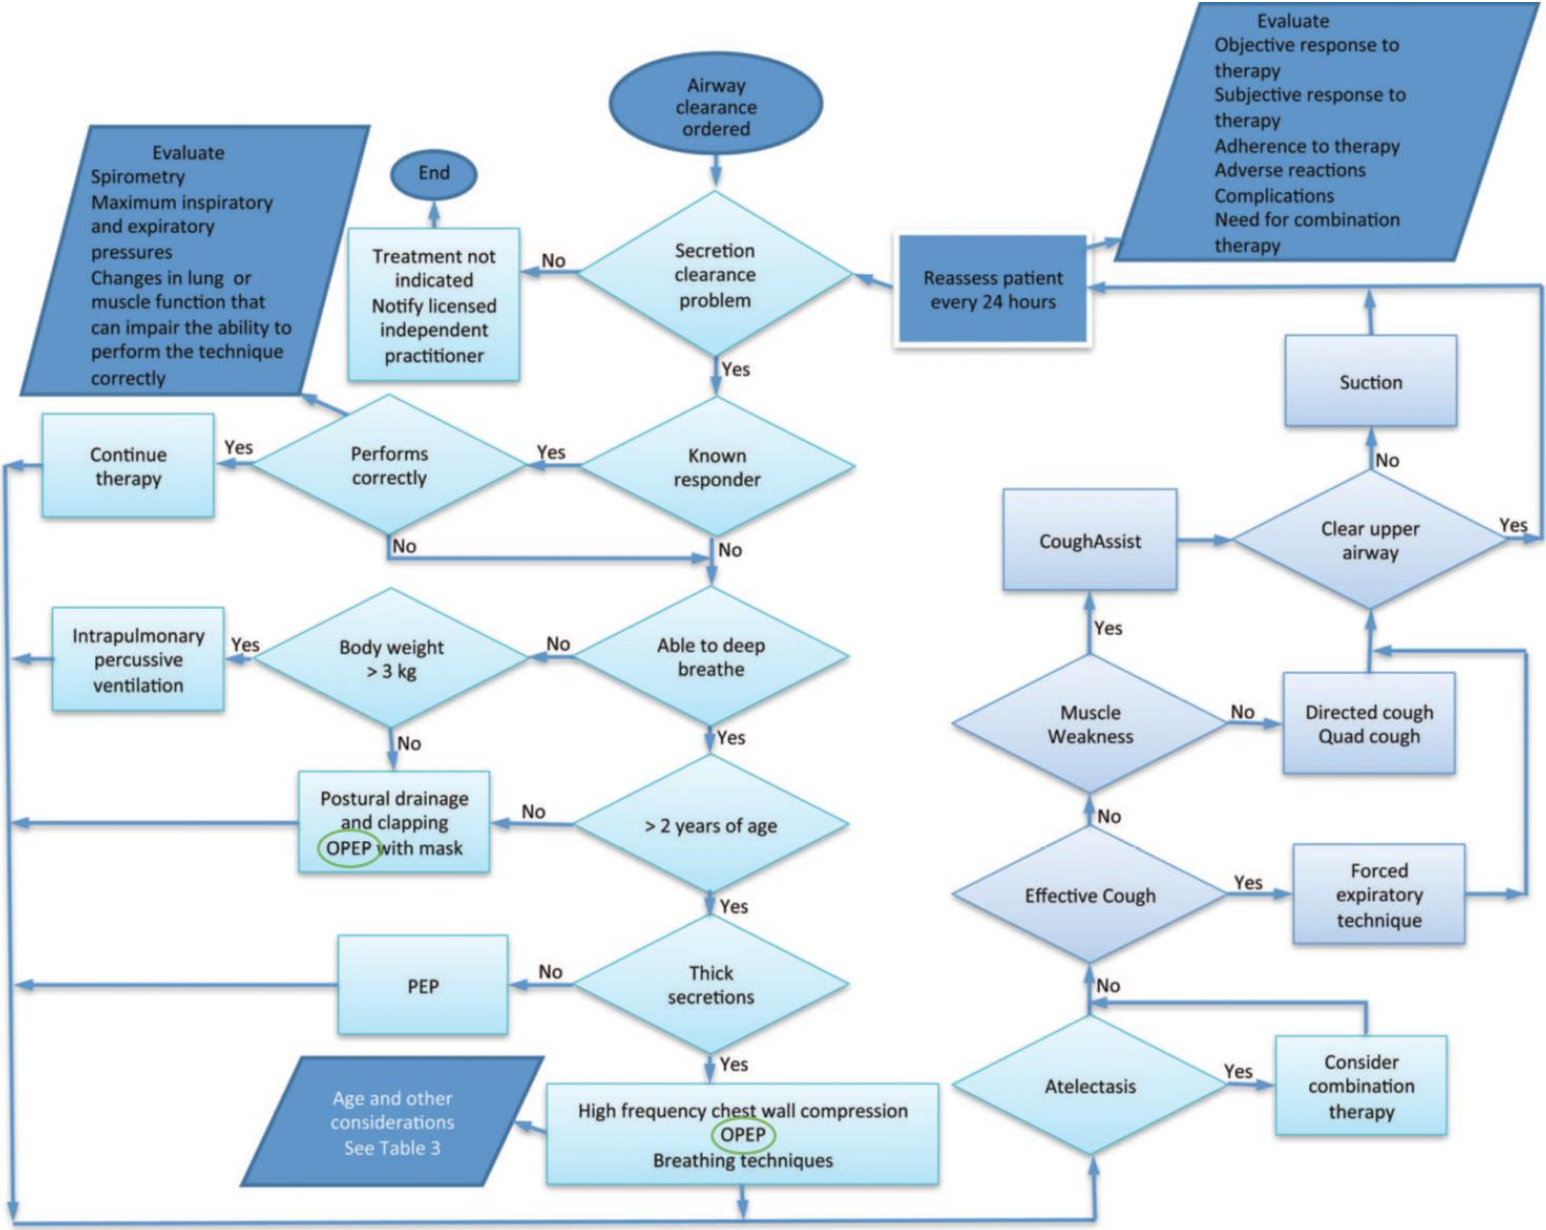 Airway
clearance
ordered
Evaluate
Objective response to
therapy
Subjective response to
therapy
Adherence to therapy
Adverse reactions
Complications
Need for combination
therapy
Evaluate
Spirometry
Maximum inspiratory
and expiratory
pressures
Changes in lung or
muscle function that
can impair the ability to
perform the technique
correctly
End
Treatment not
indicated
Notify licensed
independent
practitioner
No
Secretion
clearance
problem
Reassess patient
every 24 hours
Yes
Suction
Continue
therapy
Yes
Performs
correctly
Yes
Known
responder
No
No
No
CoughAssist
Clear upper
airway
Yes
Intrapulmonary
percussive
ventilation
Yes
Body weight
> 3 kg
No
Able to deep
breathe
Yes
No
Yes
Muscle
Weakness
No
Directed cough
Quad cough
Postural drainage
and clapping
OPEP with mask
No
> 2 years of age
No
Yes
Effective Cough
Yes
Forced
expiratory
technique
PEP
No
Thick
secretions
No
Yes
Atelectasis
Yes
Consider
combination
therapy
Age and other
considerations
See Table 3
High frequency chest wall compression
OPEP
Breathing techniques